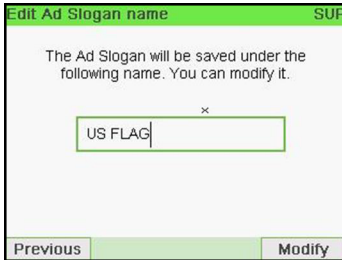 Edit Ad Slogan name SUP
The Ad Slogan will be saved under the
following name. You can modify it.
×
US FLAG
Previous Modify